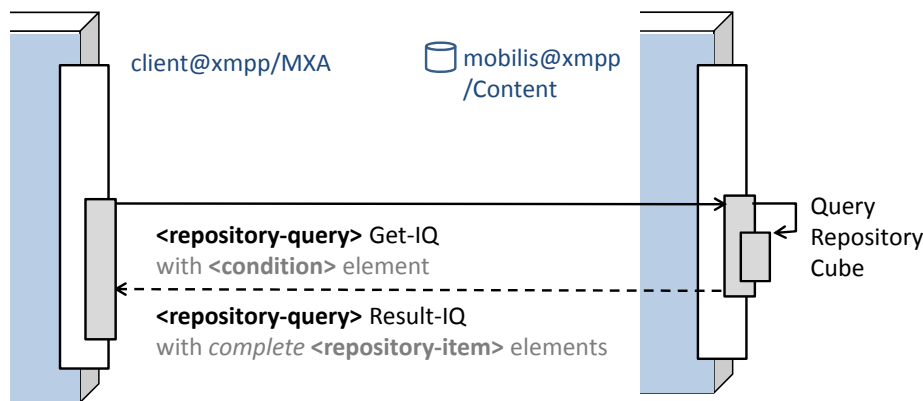 client@xmpp/MXA
mobilis@xmpp
/Content
<repository-query> Get-IQ
with <condition> element
Query
Repository
Cube
<repository-query> Result-IQ
with complete <repository-item> elements